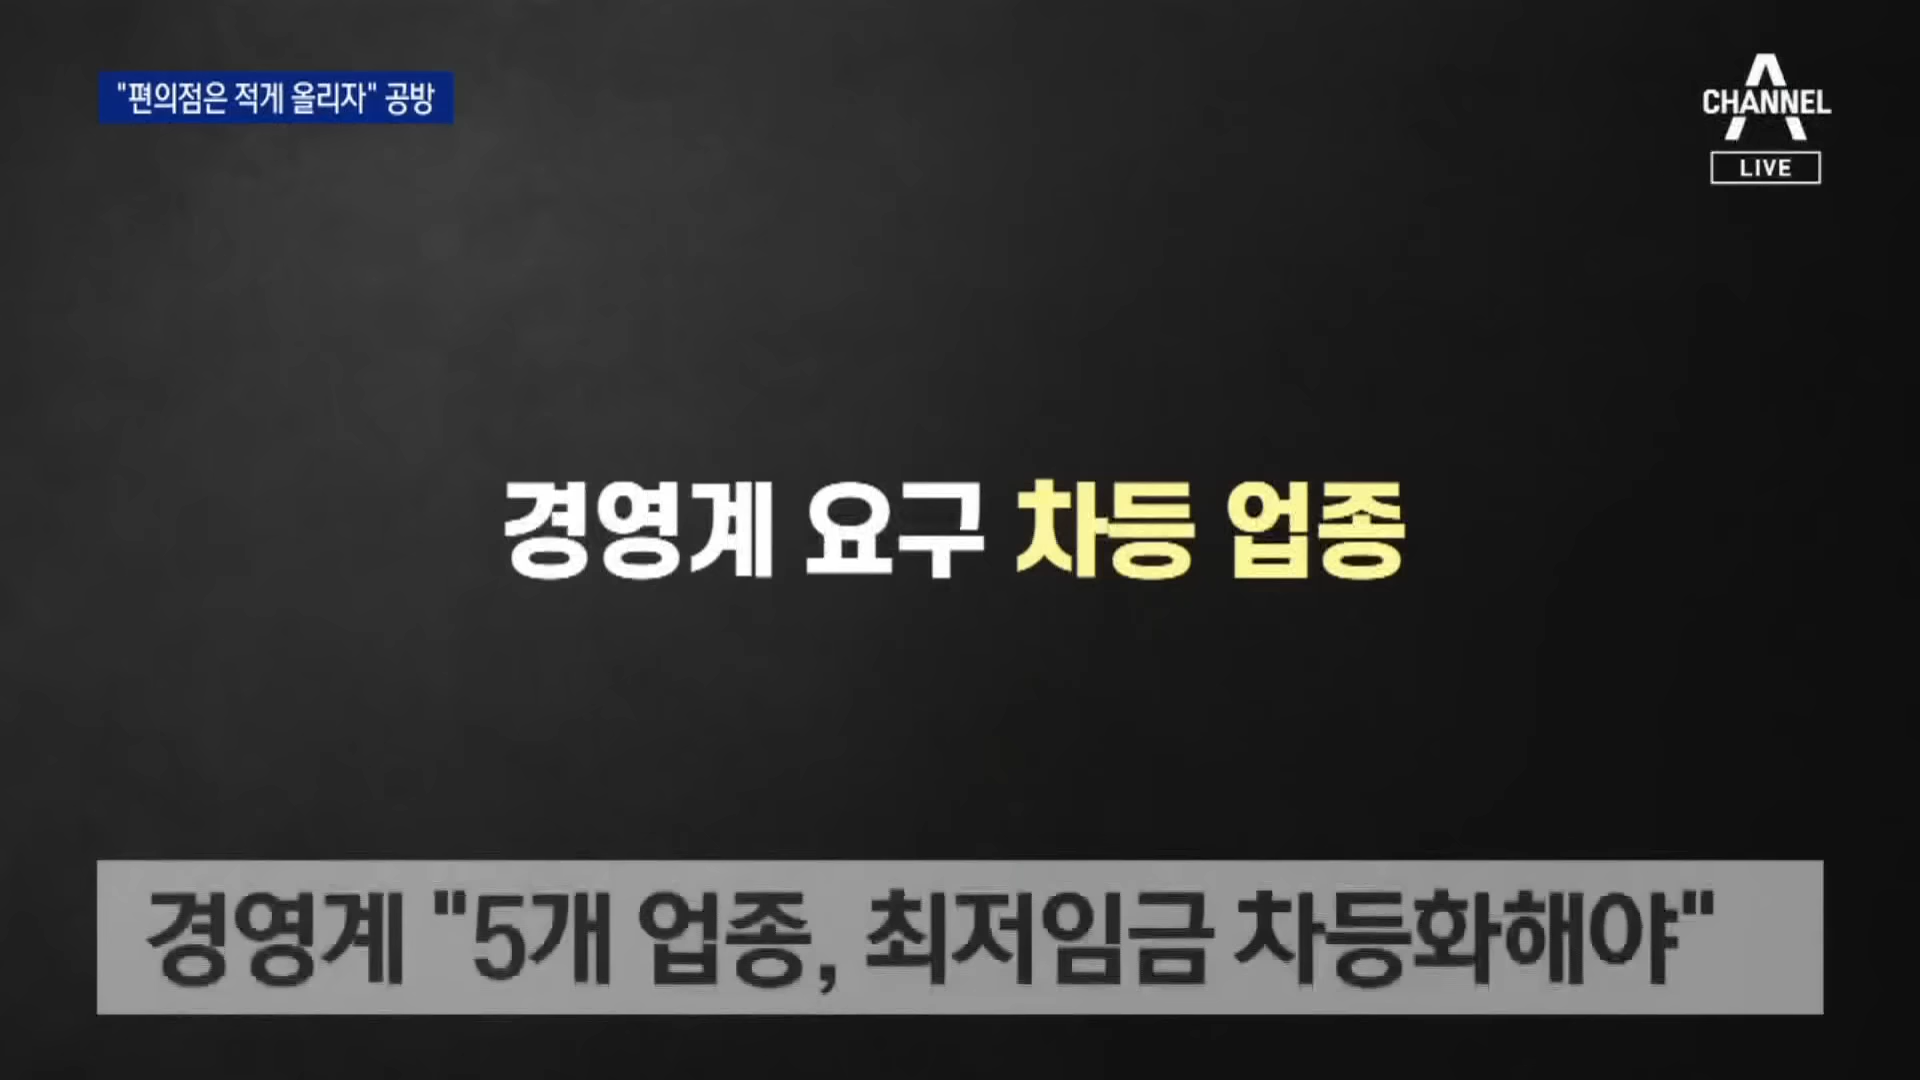 "편의점은 적게 올리자" 공방
CHANNEL A
LIVE
경영계 요구 차등 업종
경영계 "5개 업종, 최저임금 차등화해야"